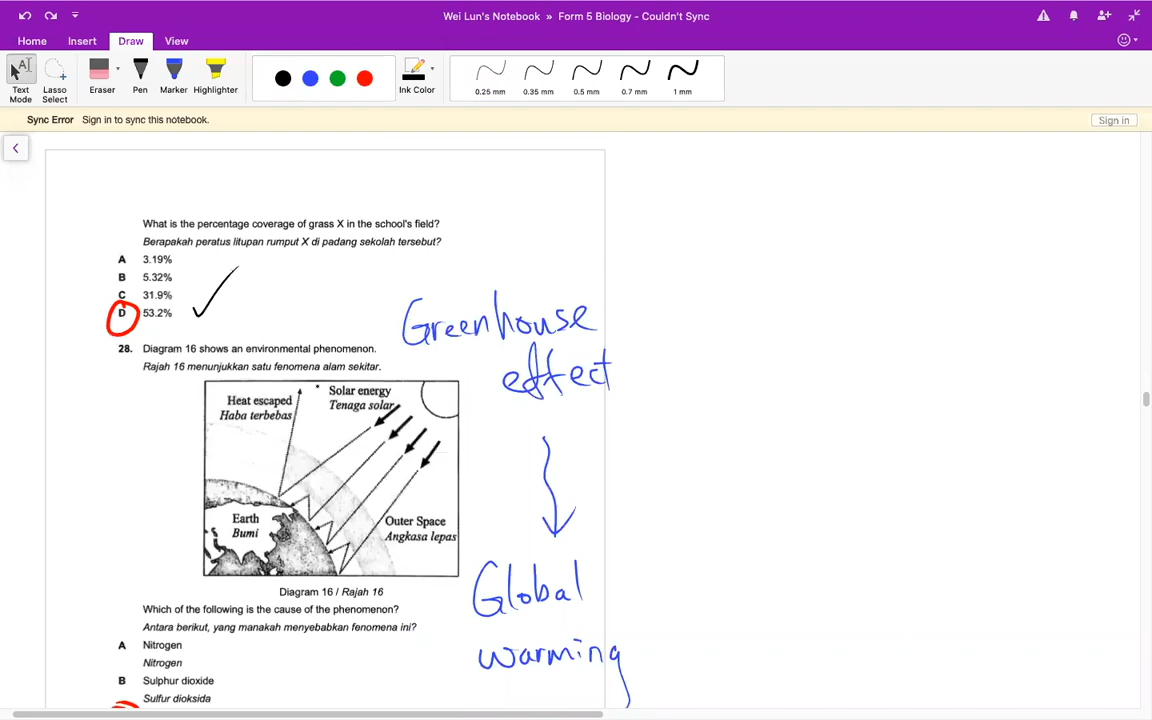 Wei Lun's Notebook » Form 5 Biology - Couldn't Sync
Home Insert Draw View
Text Mode
Lasso Select
Eraser
Pen
Marker
Highlighter
Ink Color
0.25 mm
0.35 mm
0.5 mm
0.7 mm
1 mm
Sync Error Sign in to sync this notebook.
Sign in
What is the percentage coverage of grass X in the school's field?
Berapakah peratus litupan rumput X di padang sekolah tersebut?
A 3.19%
B 5.32%
C 31.9%
D 53.2%
Greenhouse
effect
28. Diagram 16 shows an environmental phenomenon.
Rajah 16 menunjukkan satu fenomena alam sekitar.
Heat escaped
Haba terbebas
Solar energy
Tenaga solar
Earth
Bumi
Outer Space
Angkasa lepas
Diagram 16 / Rajah 16
Global
warming
Which of the following is the cause of the phenomenon?
Antara berikut, yang manakah menyebabkan fenomena ini?
A Nitrogen
Nitrogen
B Sulphur dioxide
Sulfur dioksida